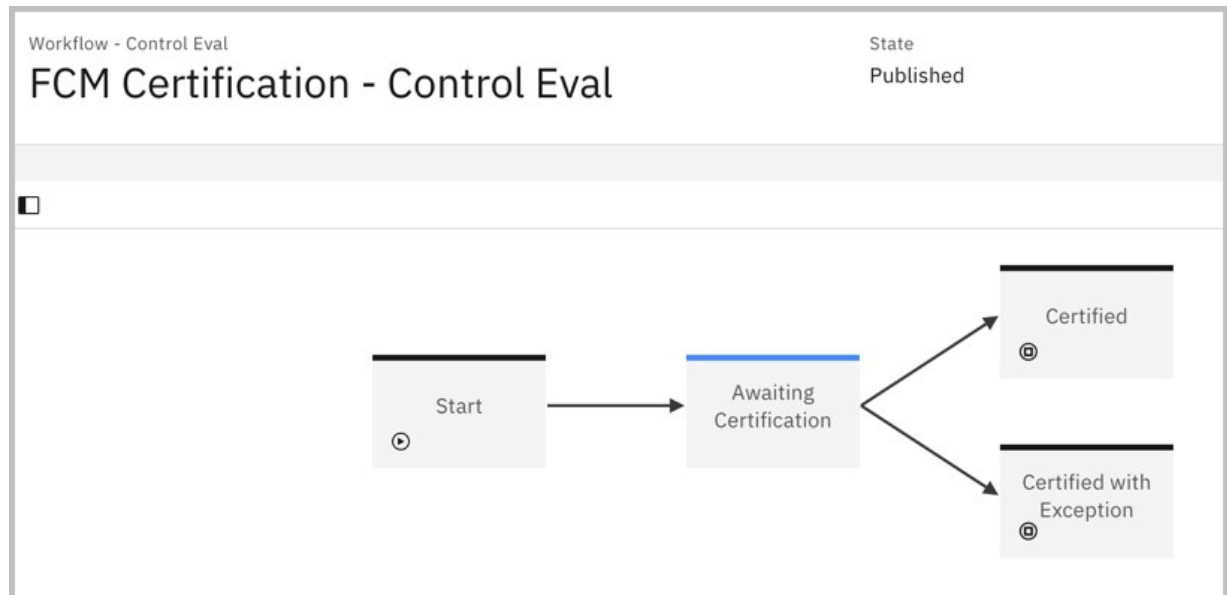 Workflow - Control Eval
FCM Certification - Control Eval
State
Published
Start
Awaiting
Certification
Certified
Certified with
Exception